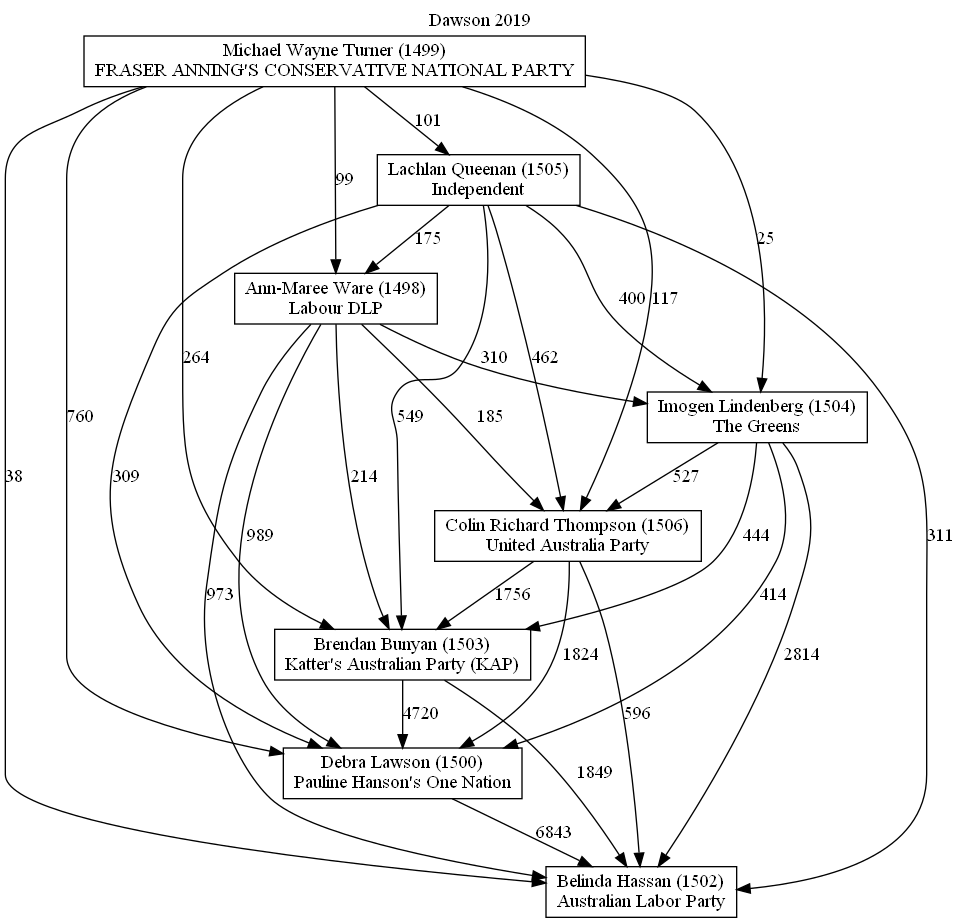 Dawson 2019
Michael Wayne Turner (1499)
FRASER ANNING'S CONSERVATIVE NATIONAL PARTY
101
Lachlan Queenan (1505)
Independent
99
175
25
Ann-Maree Ware (1498)
Labour DLP
400
117
264
310
462
Imogen Lindenberg (1504)
The Greens
760
549
185
38
309
214
527
Colin Richard Thompson (1506)
United Australia Party
989
444
311
973
1756
414
Brendan Bunyan (1503)
Katter's Australian Party (KAP)
1824
2814
4720
596
Debra Lawson (1500)
Pauline Hanson's One Nation
1849
6843
Belinda Hassan (1502)
Australian Labor Party